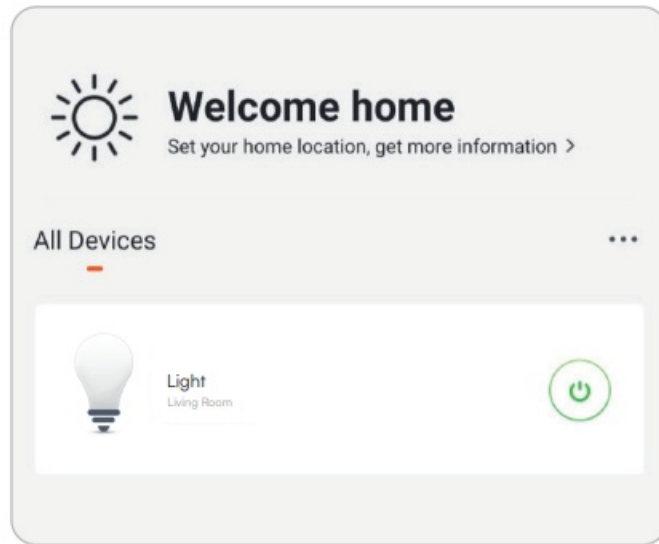 Welcome home
Set your home location, get more information >
All Devices
Light
Living Room